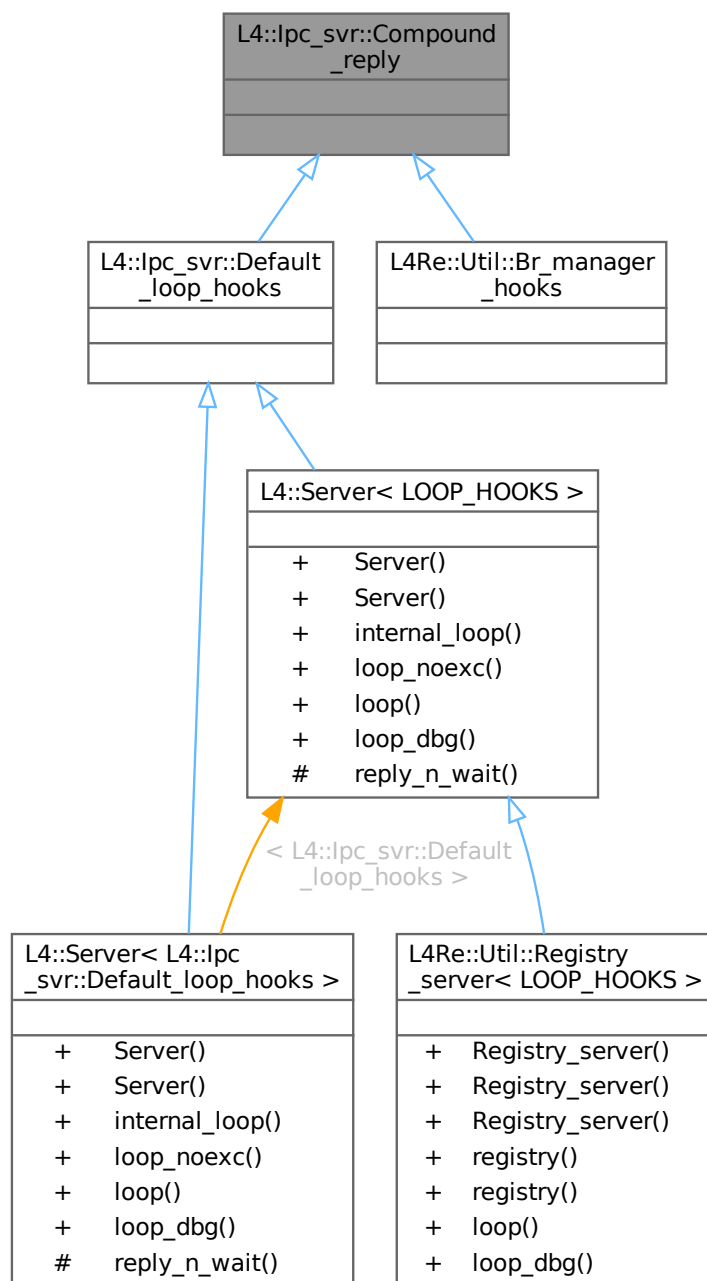 L4::Ipc_svr::Compound
_reply
L4::Ipc_svr::Default
_loop_hooks
L4Re::Util::Br_manager
_hooks
L4::Server< LOOP_HOOKS >
+ Server()
+ Server()
+ internal_loop()
+ loop_noexc()
+ loop()
+ loop_dbg()
# reply_n_wait()
< L4::Ipc_svr::Default
_loop_hooks >
L4::Server< L4::Ipc
_svr::Default_loop_hooks >
+ Server()
+ Server()
+ internal_loop()
+ loop_noexc()
+ loop()
+ loop_dbg()
# reply_n_wait()
L4Re::Util::Registry
_server< LOOP_HOOKS >
+ Registry_server()
+ Registry_server()
+ Registry_server()
+ registry()
+ registry()
+ loop()
+ loop_dbg()